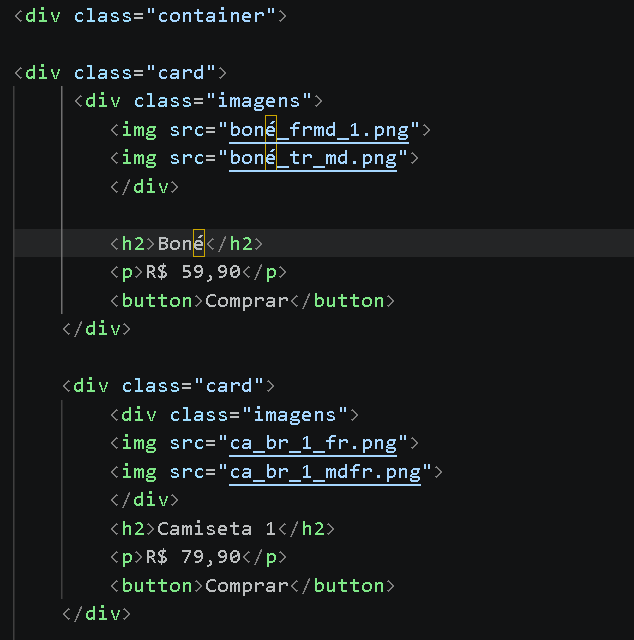 <div class="container">
<div class="card">
<div class="imagens">
<img src="boné_frmd_1.png">
<img src="boné_tr_md.png">
</div>
<h2>Boné</h2>
<p>R$ 59,90</p>
<button>Comprar</button>
</div>
<div class="card">
<div class="imagens">
<img src="ca_br_1_fr.png">
<img src="ca_br_1_mdfr.png">
</div>
<h2>Camiseta 1</h2>
<p>R$ 79,90</p>
<button>Comprar</button>
</div>